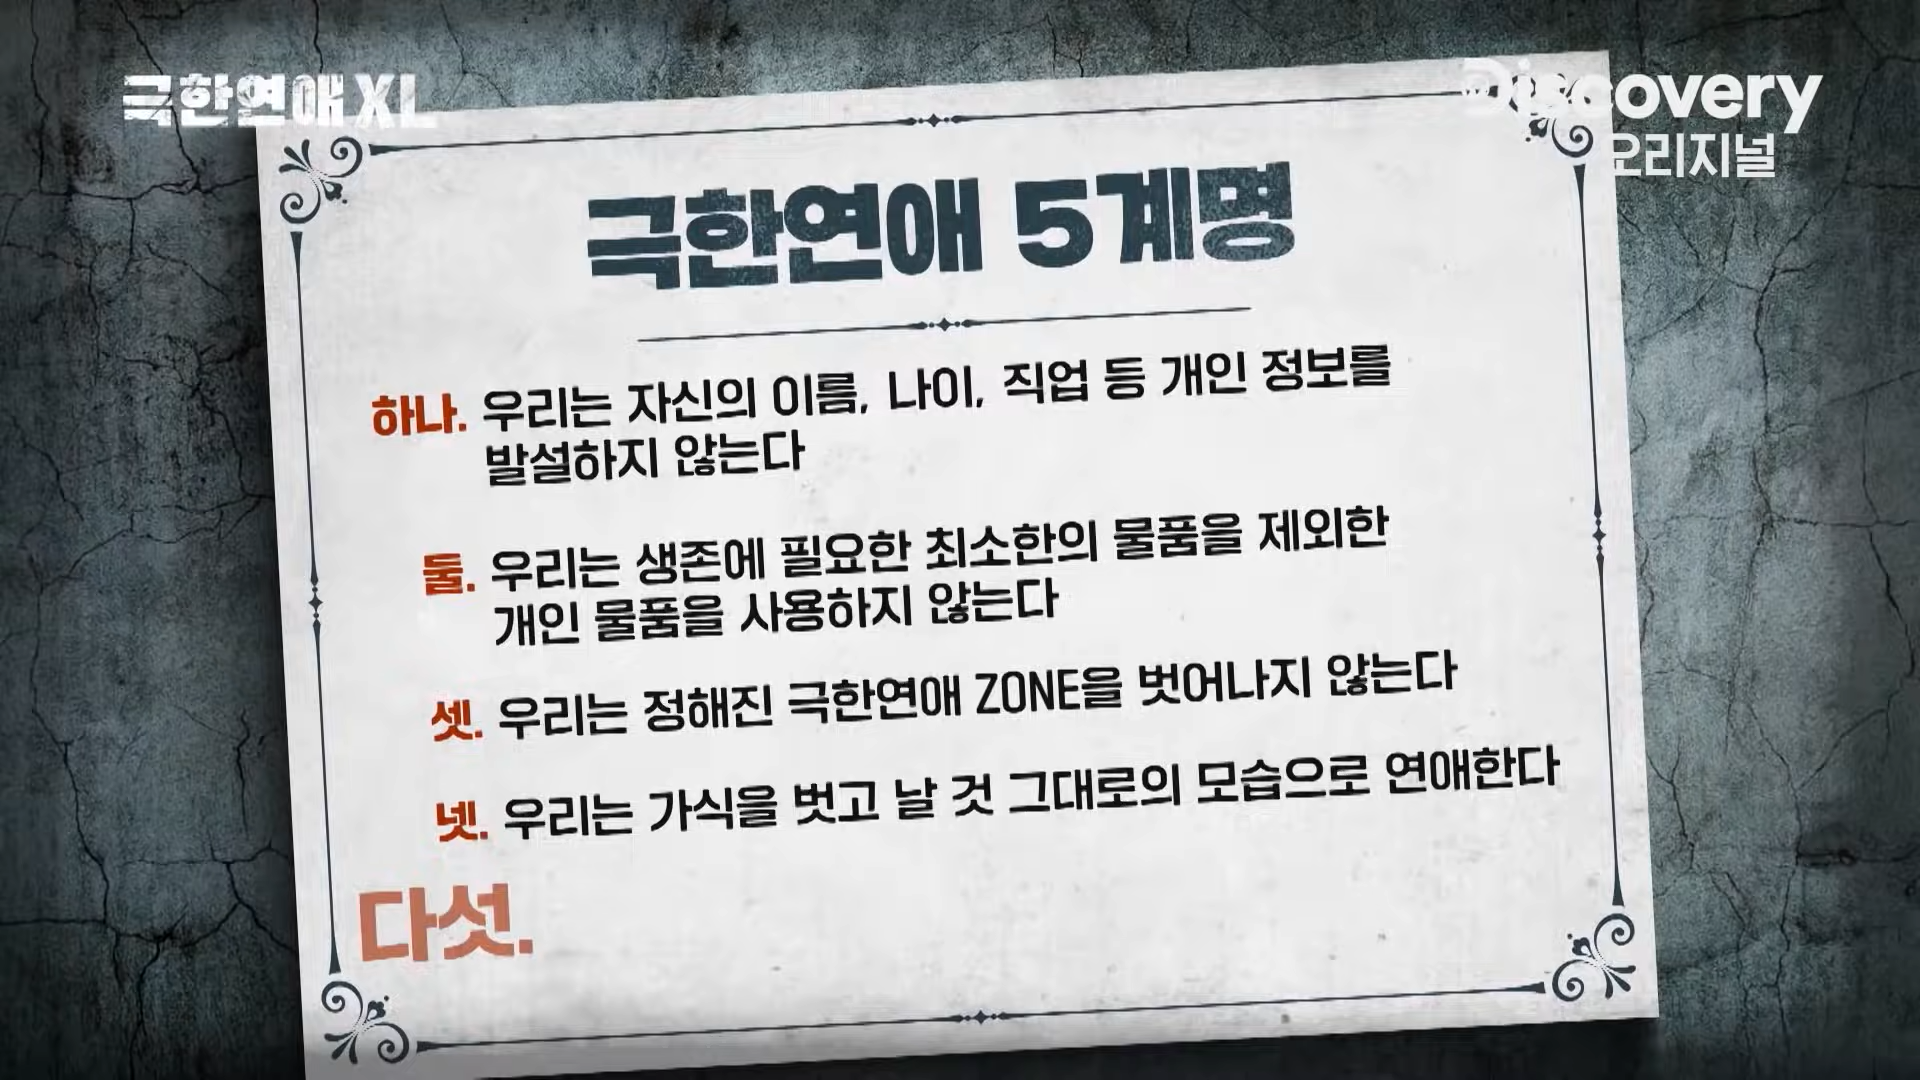 극한연애 XL
Discovery
오리지널
극한연애 5계명
하나. 우리는 자신의 이름, 나이, 직업 등 개인 정보를
발설하지 않는다
둘. 우리는 생존에 필요한 최소한의 물품을 제외한
개인 물품을 사용하지 않는다
셋. 우리는 정해진 극한연애 ZONE을 벗어나지 않는다
넷. 우리는 가식을 벗고 날 것 그대로의 모습으로 연애한다
다섯.